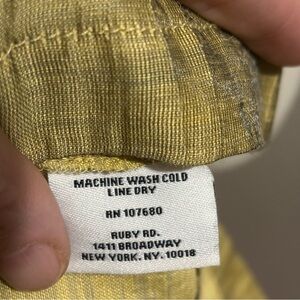 MACHINE WASH COLD
LINE DRY
RN 107680
RUBY RD.
1411 BROADWAY
NEW YORK, NY. 10018